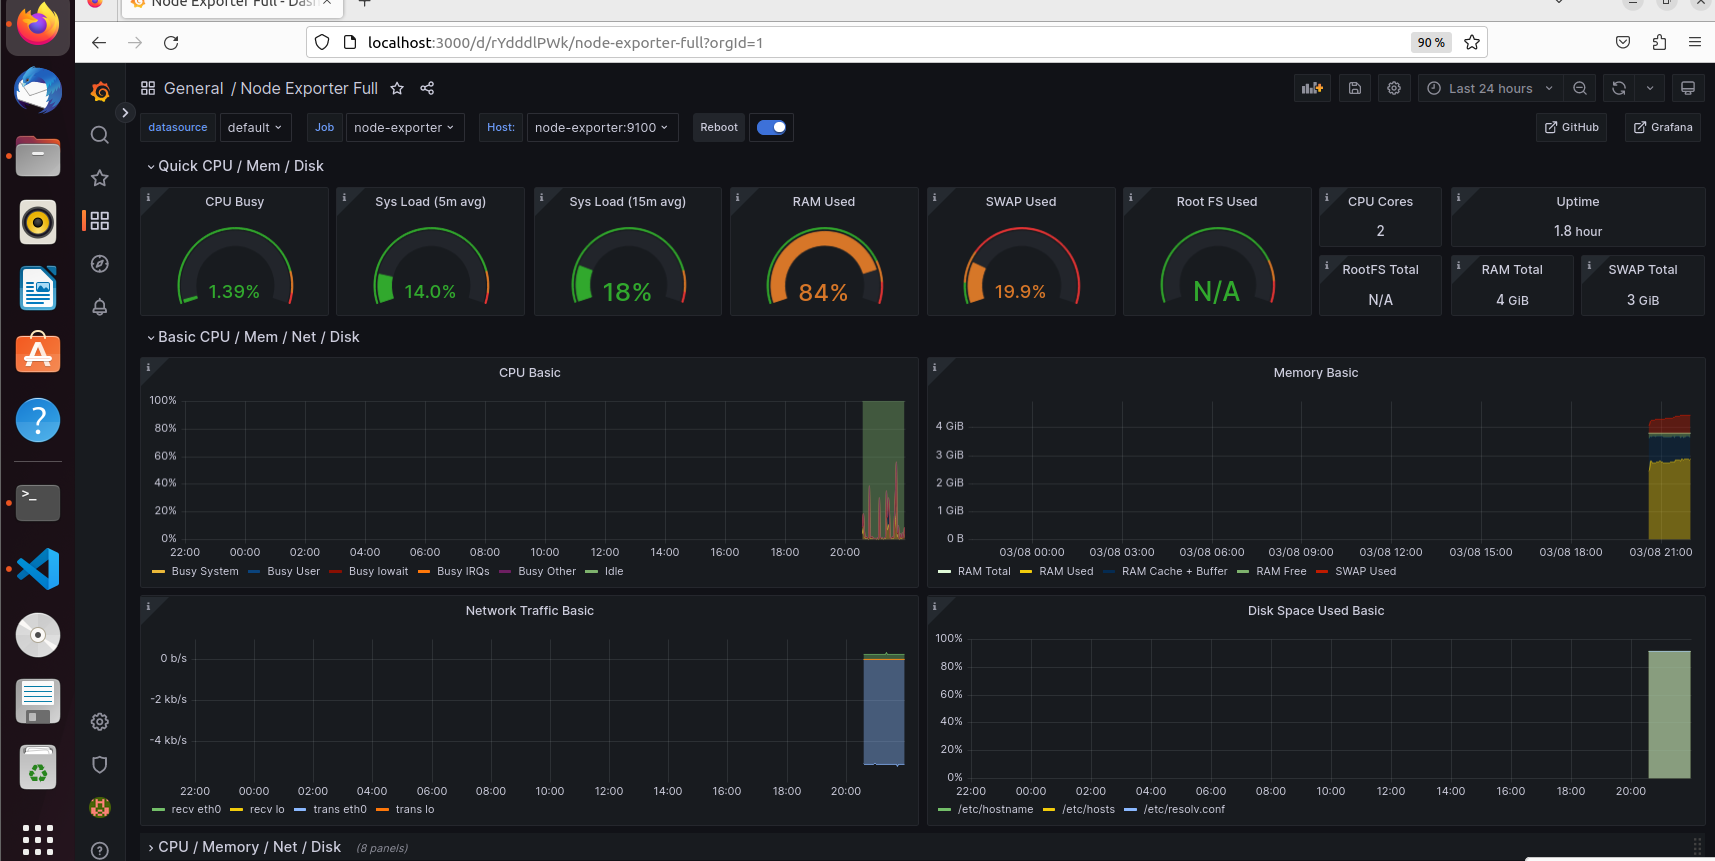 Node Exporter Full - Dash
localhost:3000/d/rYdddlPWk/node-exporter-full?orgId=1
90 %
General / Node Exporter Full
Last 24 hours
datasource default Job node-exporter Host: node-exporter:9100 Reboot
GitHub Grafana
Quick CPU / Mem / Disk
CPU Busy
1.39%
Sys Load (5m avg)
14.0%
Sys Load (15m avg)
18%
RAM Used
84%
SWAP Used
19.9%
Root FS Used
N/A
CPU Cores
2
Uptime
1.8 hour
RootFS Total
N/A
RAM Total
4 GiB
SWAP Total
3 GiB
Basic CPU / Mem / Net / Disk
CPU Basic
100%
80%
60%
40%
20%
0%
22:00 00:00 02:00 04:00 06:00 08:00 10:00 12:00 14:00 16:00 18:00 20:00
Busy System Busy User Busy Iowait Busy IRQs Busy Other Idle
Memory Basic
4 GiB
3 GiB
2 GiB
1 GiB
0 B
03/08 00:00 03/08 03:00 03/08 06:00 03/08 09:00 03/08 12:00 03/08 15:00 03/08 18:00 03/08 21:00
RAM Total RAM Used RAM Cache + Buffer RAM Free SWAP Used
Network Traffic Basic
0 b/s
-2 kb/s
-4 kb/s
22:00 00:00 02:00 04:00 06:00 08:00 10:00 12:00 14:00 16:00 18:00 20:00
recv eth0 recv lo trans eth0 trans lo
Disk Space Used Basic
100%
80%
60%
40%
20%
0%
22:00 00:00 02:00 04:00 06:00 08:00 10:00 12:00 14:00 16:00 18:00 20:00
/etc/hostname /etc/hosts /etc/resolv.conf
CPU / Memory / Net / Disk (8 panels)